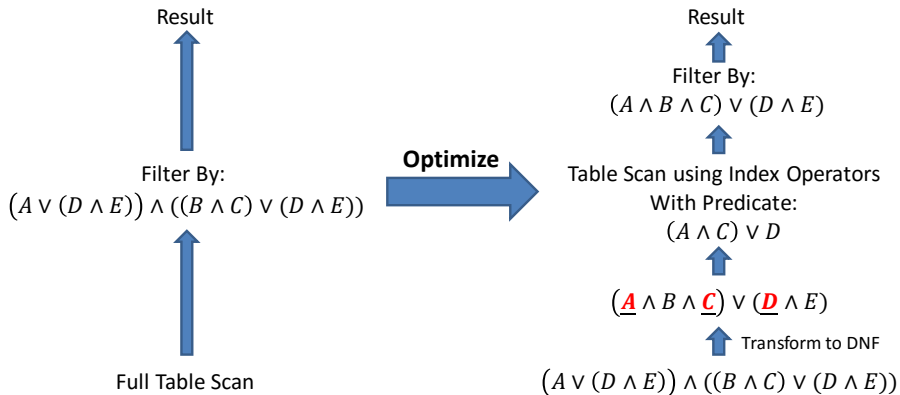 Result
Filter By:
(A ∨ (D ∧ E)) ∧ ((B ∧ C) ∨ (D ∧ E))
Full Table Scan
Optimize
Result
Filter By:
(A ∧ B ∧ C) ∨ (D ∧ E)
Table Scan using Index Operators
With Predicate:
(A ∧ C) ∨ D
(A ∧ B ∧ C) ∨ (D ∧ E)
Transform to DNF
(A ∨ (D ∧ E)) ∧ ((B ∧ C) ∨ (D ∧ E))